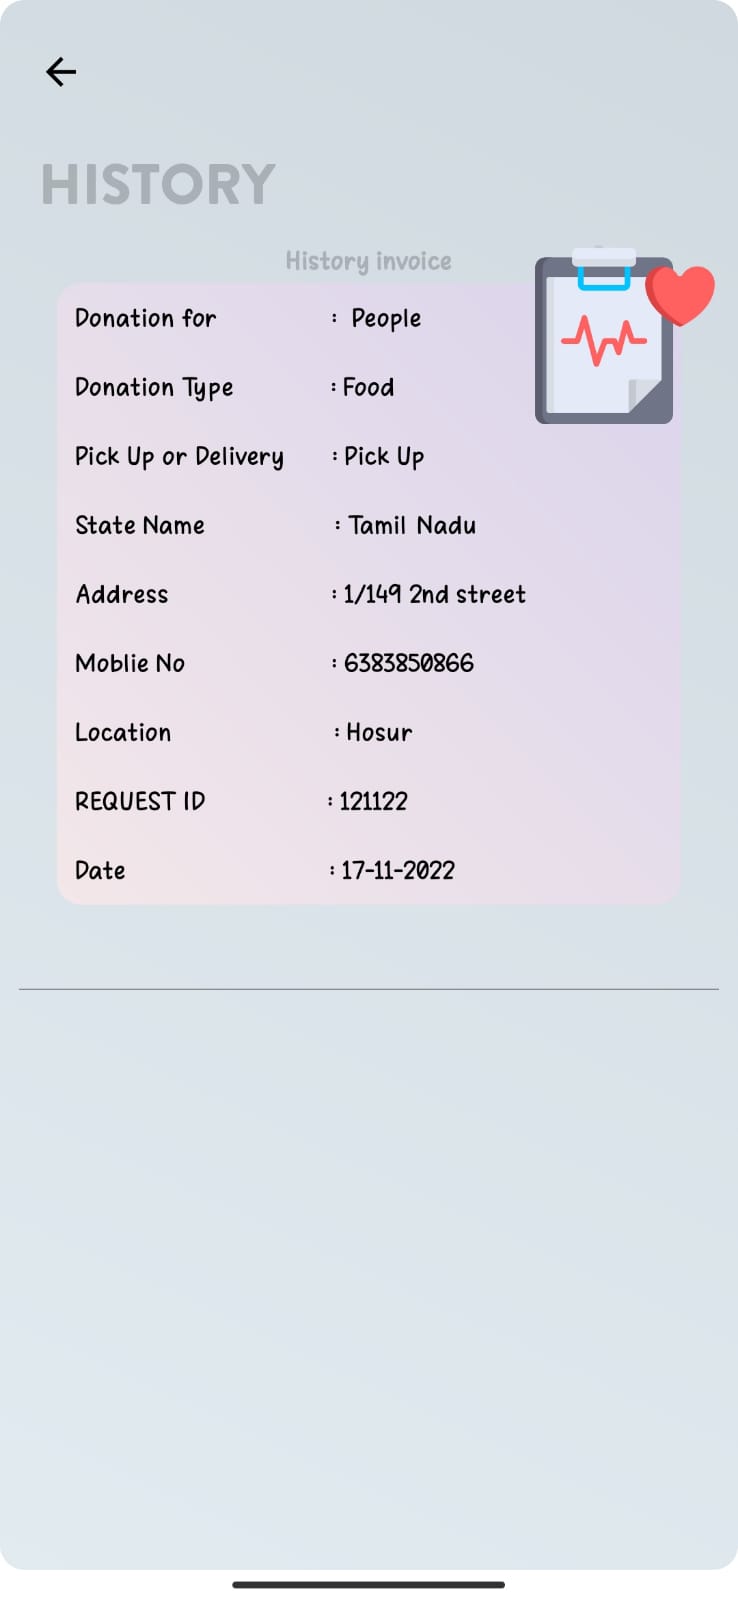 HISTORY
History invoice
Donation for : People
Donation Type : Food
Pick Up or Delivery : Pick Up
State Name : Tamil Nadu
Address : 1/149 2nd street
Moblie No : 6383850866
Location : Hosur
REQUEST ID : 121122
Date : 17-11-2022